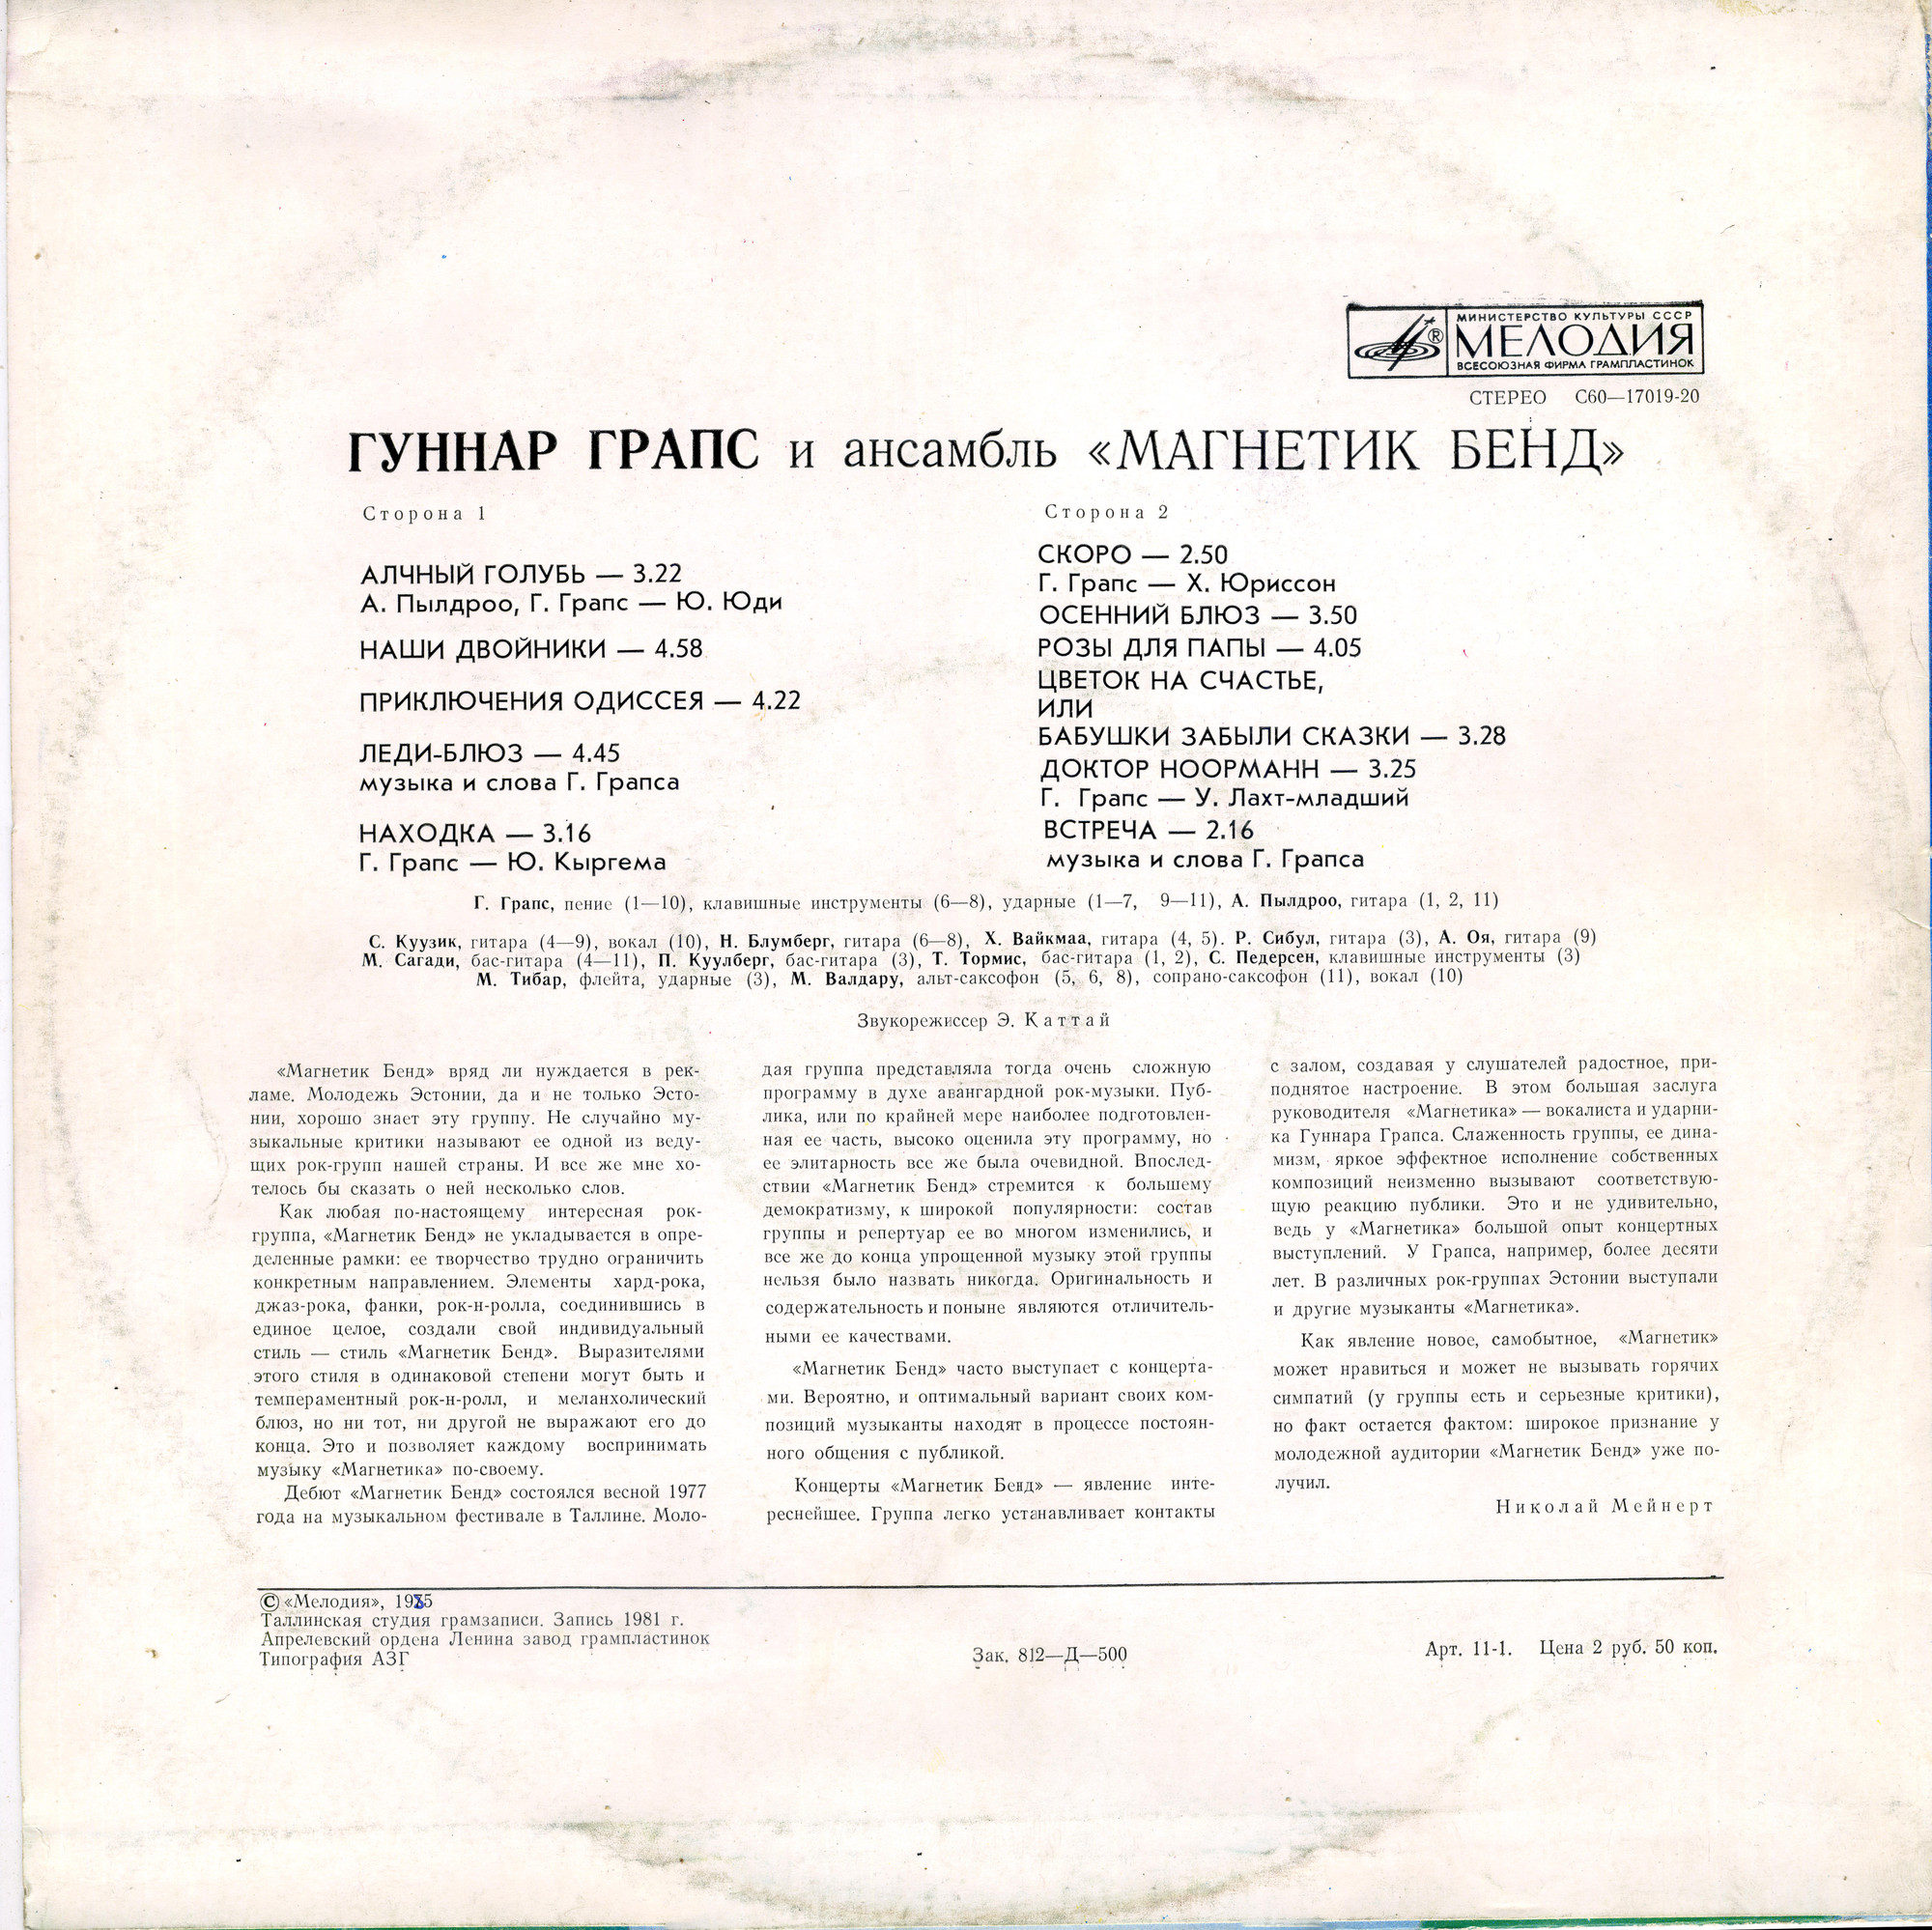 МИНИСТЕРСТВО КУЛЬТУРЫ СССР
МЕЛОДИЯ
ВСЕСОЮЗНАЯ ФИРМА ГРАМПЛАСТИНОК
®
СТЕРЕО С60—17019-20
ГУННАР ГРАПС и ансамбль «МАГНЕТИК БЕНД»
Сторона 1
АЛЧНЫЙ ГОЛУБЬ — 3.22
А. Пылдроо, Г. Грапс — Ю. Юди
НАШИ ДВОЙНИКИ — 4.58
ПРИКЛЮЧЕНИЯ ОДИССЕЯ — 4.22
ЛЕДИ-БЛЮЗ — 4.45
музыка и слова Г. Грапса
НАХОДКА — 3.16
Г. Грапс — Ю. Кыргема
Сторона 2
СКОРО — 2.50
Г. Грапс — Х. Юриссон
ОСЕННИЙ БЛЮЗ — 3.50
РОЗЫ ДЛЯ ПАПЫ — 4.05
ЦВЕТОК НА СЧАСТЬЕ,
ИЛИ
БАБУШКИ ЗАБЫЛИ СКАЗКИ — 3.28
ДОКТОР НООРМАНН — 3.25
Г. Грапс — У. Лахт-младший
ВСТРЕЧА — 2.16
музыка и слова Г. Грапса
Г. Грапс, пение (1—10), клавишные инструменты (6—8), ударные (1—7, 9—11), А. Пылдроо, гитара (1, 2, 11)
С. Куузик, гитара (4—9), вокал (10), Н. Блумберг, гитара (6—8), Х. Вайкмаа, гитара (4, 5). Р. Сибул, гитара (3), А. Оя, гитара (9)
М. Сагади, бас-гитара (4—11), П. Куулберг, бас-гитара (3), Т. Тормис, бас-гитара (1, 2), С. Педерсен, клавишные инструменты (3)
М. Тибар, флейта, ударные (3), М. Валдару, альт-саксофон (5, 6, 8), сопрано-саксофон (11), вокал (10)
Звукорежиссер Э. Каттай
«Магнетик Бенд» вряд ли нуждается в рек-
ламе. Молодежь Эстонии, да и не только Эсто-
нии, хорошо знает эту группу. Не случайно му-
зыкальные критики называют ее одной из веду-
щих рок-групп нашей страны. И все же мне хо-
телось бы сказать о ней несколько слов.
Как любая по-настоящему интересная рок-
группа, «Магнетик Бенд» не укладывается в опре-
деленные рамки: ее творчество трудно ограничить
конкретным направлением. Элементы хард-рока,
джаз-рока, фанки, рок-н-ролла, соединившись в
единое целое, создали свой индивидуальный
стиль — стиль «Магнетик Бенд». Выразителями
этого стиля в одинаковой степени могут быть и
темпераментный рок-н-ролл, и меланхолический
блюз, но ни тот, ни другой не выражают его до
конца. Это и позволяет каждому воспринимать
музыку «Магнетика» по-своему.
Дебют «Магнетик Бенд» состоялся весной 1977
года на музыкальном фестивале в Таллине. Моло-
дая группа представляла тогда очень сложную
программу в духе авангардной рок-музыки. Пуб-
лика, или по крайней мере наиболее подготовлен-
ная ее часть, высоко оценила эту программу, но
ее элитарность все же была очевидной. Впослед-
ствии «Магнетик Бенд» стремится к большему
демократизму, к широкой популярности: состав
группы и репертуар ее во многом изменились, и
все же до конца упрощенной музыку этой группы
нельзя было назвать никогда. Оригинальность и
содержательность и поныне являются отличитель-
ными ее качествами.
«Магнетик Бенд» часто выступает с концерта-
ми. Вероятно, и оптимальный вариант своих ком-
позиций музыканты находят в процессе постоян-
ного общения с публикой.
Концерты «Магнетик Бенд» — явление инте-
реснейшее. Группа легко устанавливает контакты
с залом, создавая у слушателей радостное, при-
поднятое настроение. В этом большая заслуга
руководителя «Магнетика» — вокалиста и ударни-
ка Гуннара Грапса. Слаженность группы, ее дина-
мизм, яркое эффектное исполнение собственных
композиций неизменно вызывают соответствую-
щую реакцию публики. Это и не удивительно,
ведь у «Магнетика» большой опыт концертных
выступлений. У Грапса, например, более десяти
лет. В различных рок-группах Эстонии выступали
и другие музыканты «Магнетика».
Как явление новое, самобытное, «Магнетик»
может нравиться и может не вызывать горячих
симпатий (у группы есть и серьезные критики),
но факт остается фактом: широкое признание у
молодежной аудитории «Магнетик Бенд» уже по-
лучил.
Николай Мейнерт
© «Мелодия», 1985
Таллинская студия грамзаписи. Запись 1981 г.
Апрелевский ордена Ленина завод грампластинок
Типография АЗГ
Зак. 812—Д—500
Арт. 11-1. Цена 2 руб. 50 коп.